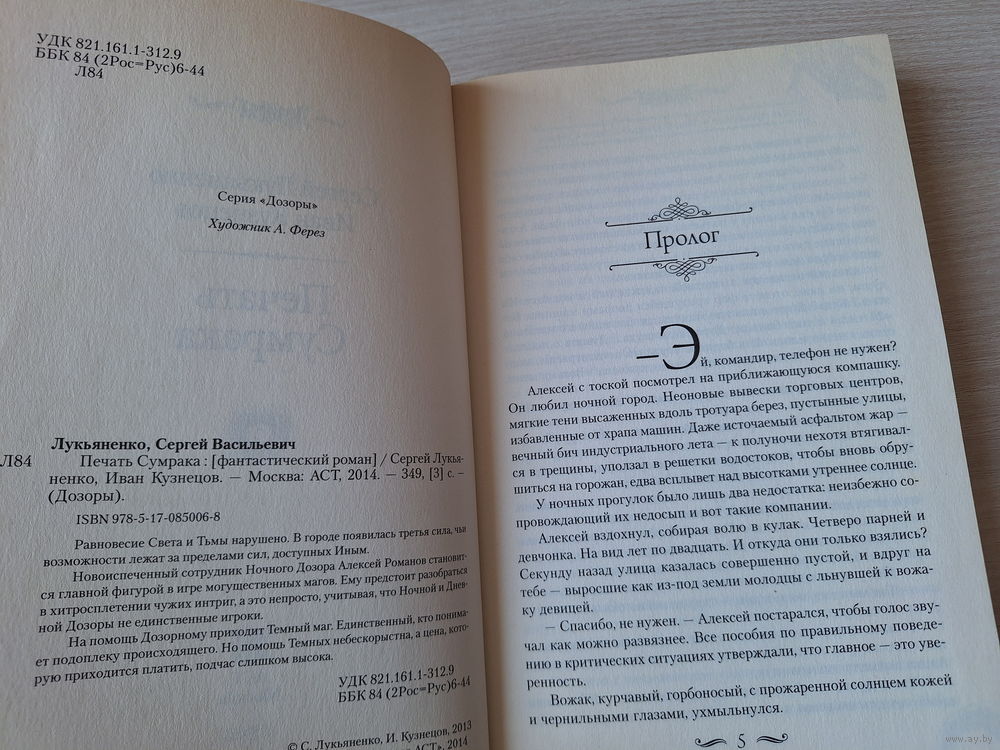 УДК 821.161.1-312.9
ББК 84 (2Рос=Рус)6-44
Л84
Серия «Дозоры»
Художник А. Ферез
Лукьяненко, Сергей Васильевич
Л84 Печать Сумрака : [фантастический роман] / Сергей Лукья-
ненко, Иван Кузнецов. — Москва: АСТ, 2014. — 349, [3] с. –
(Дозоры).
ISBN 978-5-17-085006-8
Равновесие Света и Тьмы нарушено. В городе появилась третья сила, чьи
возможности лежат за пределами сил, доступных Иным.
Новоиспеченный сотрудник Ночного Дозора Алексей Романов становит-
ся главной фигурой в игре могущественных магов. Ему предстоит разобраться
в хитросплетении чужих интриг, а это непросто, учитывая, что Ночной и Днев-
ной Дозоры не единственные игроки.
На помощь Дозорному приходит Темный маг. Единственный, кто понима-
ет подоплеку происходящего. Но помощь Темных небескорыстна, а цена, кото-
рую приходится платить, подчас слишком высока.
УДК 821.161.1-312.9
ББК 84 (2Рос=Рус)6-44
© С. Лукьяненко, И. Кузнецов, 2013
АСТ», 2014
Пролог
–Эй, командир, телефон не нужен?
Алексей с тоской посмотрел на приближающуюся компашку.
Он любил ночной город. Неоновые вывески торговых центров,
мягкие тени высаженных вдоль тротуара берез, пустынные улицы,
избавленные от храпа машин. Даже источаемый асфальтом жар —
вечный бич индустриального лета — к полуночи нехотя втягивал-
ся в трещины, уползал в решетки водостоков, чтобы вновь обру-
шиться на горожан, едва всплывет над высотками утреннее солнце.
У ночных прогулок было лишь два недостатка: неизбежно со-
провождающий их недосып и вот такие компании.
Алексей вздохнул, собирая волю в кулак. Четверо парней и
девчонка. На вид лет по двадцать. И откуда они только взялись?
Секунду назад улица казалась совершенно пустой, и вдруг на
тебе — выросшие как из-под земли молодцы с льнувшей к вожа-
ку девицей.
— Спасибо, не нужен. — Алексей постарался, чтобы голос зву-
чал как можно развязнее. Все пособия по правильному поведе-
нию в критических ситуациях утверждали, что главное — это уве-
ренность.
Вожак, курчавый, горбоносый, с прожаренной солнцем кожей
и чернильными глазами, ухмыльнулся.
5
www.ay.by